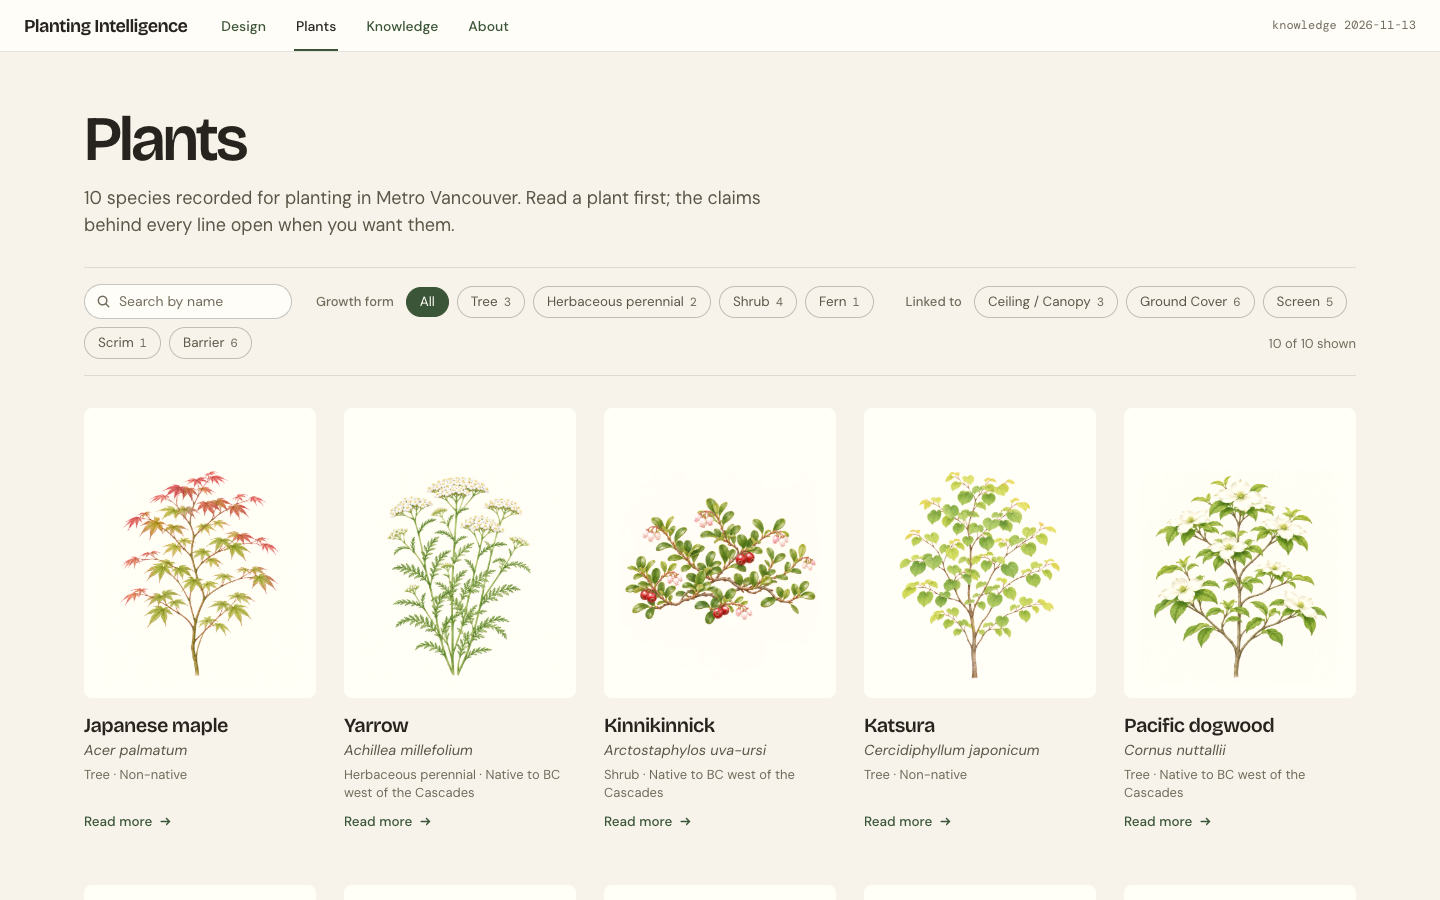 Planting Intelligence
Design
Plants
Knowledge
About
knowledge 2026-11-13
Plants
10 species recorded for planting in Metro Vancouver. Read a plant first; the claims
behind every line open when you want them.
Search by name
Growth form
All
Tree 3
Herbaceous perennial 2
Shrub 4
Fern 1
Linked to
Ceiling / Canopy 3
Ground Cover 6
Screen 5
Scrim 1
Barrier 6
10 of 10 shown
Japanese maple
Acer palmatum
Tree · Non-native
Read more →
Yarrow
Achillea millefolium
Herbaceous perennial · Native to BC
west of the Cascades
Read more →
Kinnikinnick
Arctostaphylos uva-ursi
Shrub · Native to BC west of the
Cascades
Read more →
Katsura
Cercidiphyllum japonicum
Tree · Non-native
Read more →
Pacific dogwood
Cornus nuttallii
Tree · Native to BC west of the
Cascades
Read more →